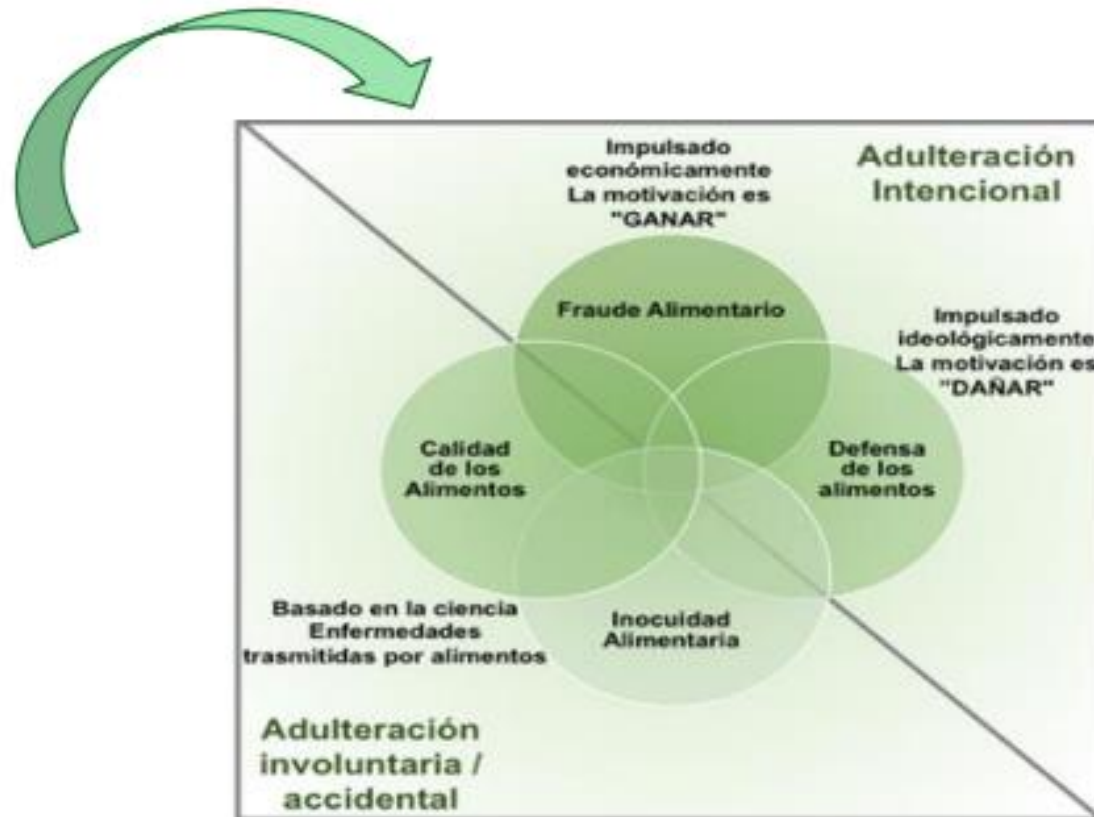 Impulsado
económicamente
La motivación es
"GANAR"
Adulteración
Intencional
Fraude Alimentario
Impulsado
ideológicamente
La motivación es
"DAÑAR"
Calidad
de los
Alimentos
Defensa
de los
alimentos
Basado en la ciencia
Enfermedades
trasmitidas por alimentos
Inocuidad
Alimentaria
Adulteración
involuntaria /
accidental